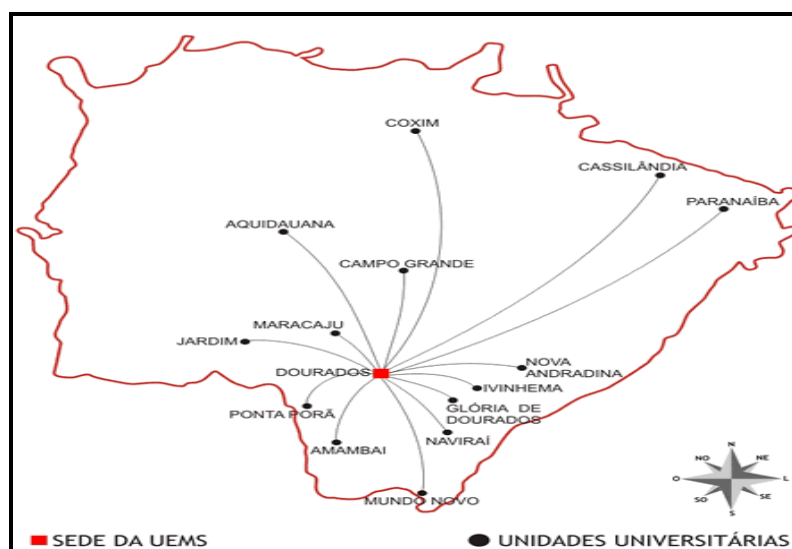 COXIM
CASSILÂNDIA
PARANAÍBA
AQUIDAUANA
CAMPO GRANDE
MARACAJU
JARDIM
DOURADOS
NOVA
ANDRADINA
IVINHEMA
GLÓRIA DE
DOURADOS
PONTA PORÃ
NAVIRAÍ
AMAMBAI
MUNDO NOVO
N
NO
NE
O
L
SO
SE
S
SEDE DA UEMS
UNIDADES UNIVERSITÁRIAS